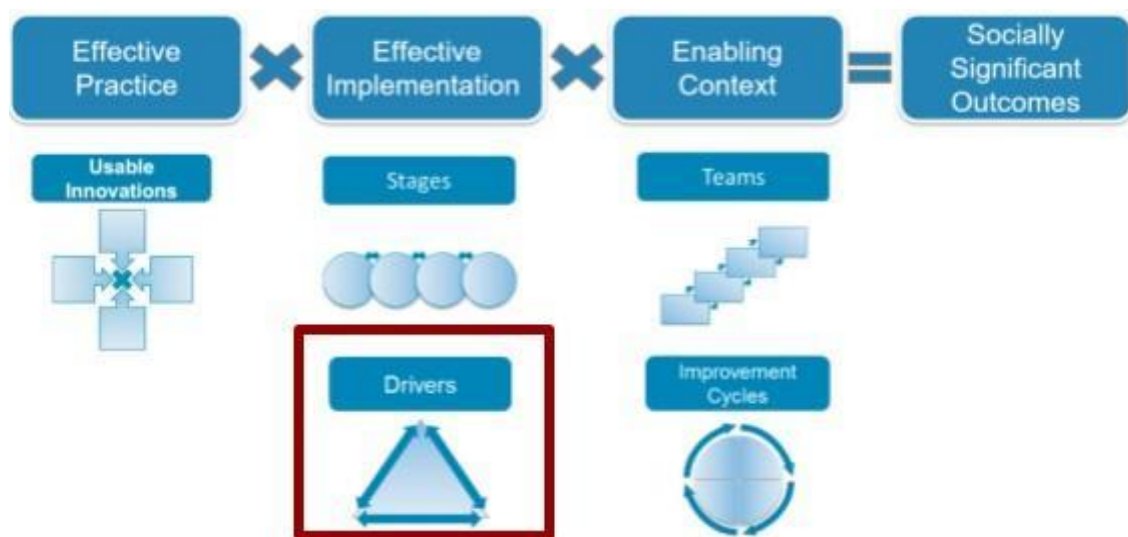 Effective
Practice
Effective
Implementation
Enabling
Context
Socially
Significant
Outcomes
Usable
Innovations
Stages
Teams
Drivers
Improvement
Cycles